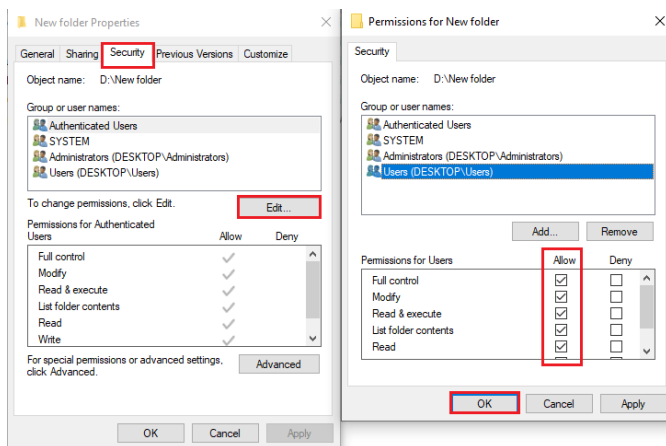 New folder Properties
General Sharing Security Previous Versions Customize
Object name: D:\New folder
Group or user names:
Authenticated Users
SYSTEM
Administrators (DESKTOP\Administrators)
Users (DESKTOP\Users)
To change permissions, click Edit.
Edit...
Permissions for Authenticated
Users Allow Deny
Full control
Modify
Read & execute
List folder contents
Read
Write
For special permissions or advanced settings,
click Advanced.
Advanced
OK Cancel Apply
Permissions for New folder
Security
Object name: D:\New folder
Group or user names:
Authenticated Users
SYSTEM
Administrators (DESKTOP\Administrators)
Users (DESKTOP\Users)
Add... Remove
Permissions for Users Allow Deny
Full control
Modify
Read & execute
List folder contents
Read
OK Cancel Apply